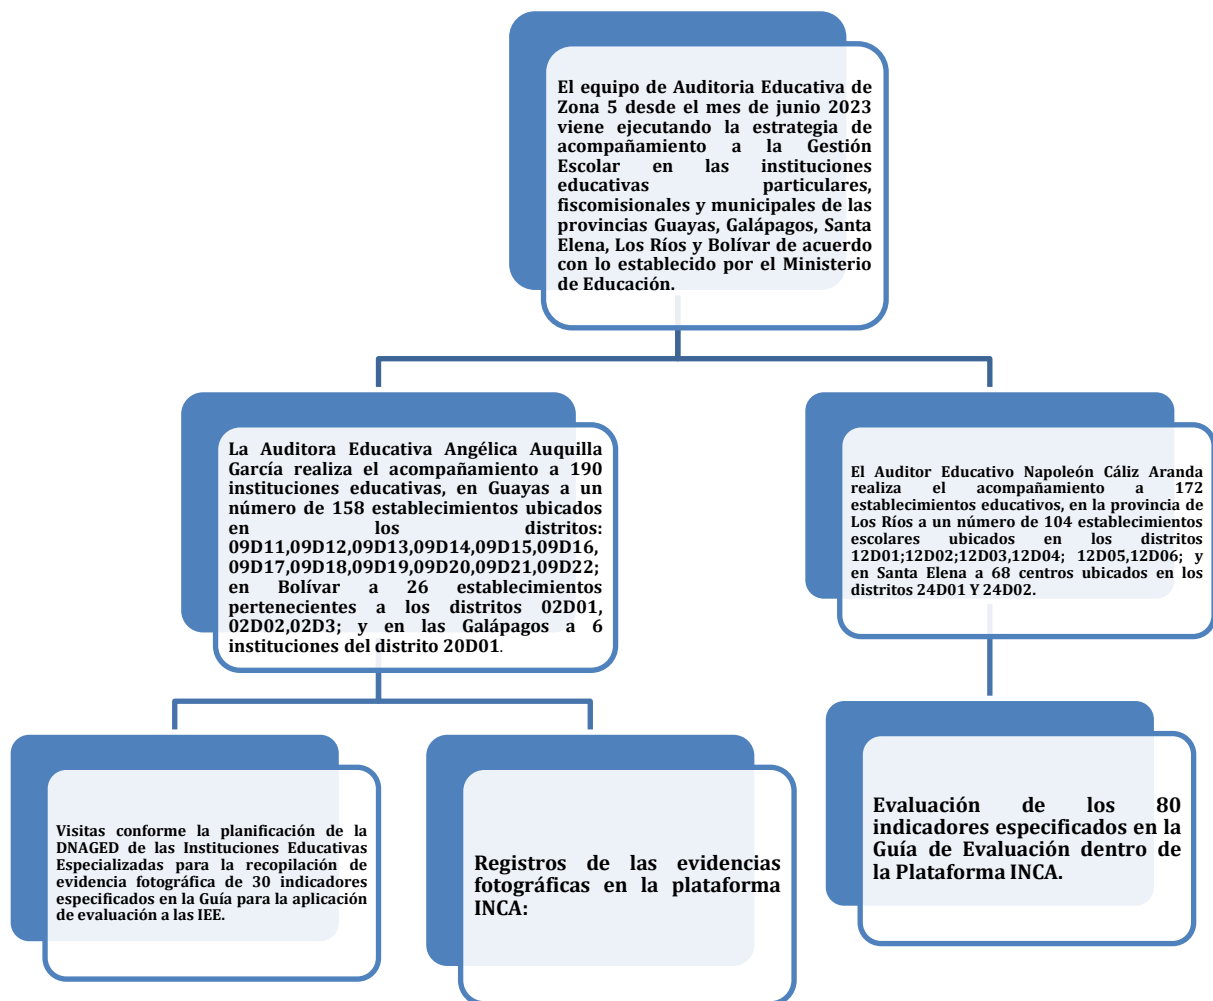 El equipo de Auditoria Educativa de
Zona 5 desde el mes de junio 2023
viene ejecutando la estrategia de
acompañamiento a la Gestión
Escolar en las instituciones
educativas particulares,
fiscomisionales y municipales de las
provincias Guayas, Galápagos, Santa
Elena, Los Ríos y Bolívar de acuerdo
con lo establecido por el Ministerio
de Educación.
La Auditora Educativa Angélica Auquilla
García realiza el acompañamiento a 190
instituciones educativas, en Guayas a un
número de 158 establecimientos ubicados
en los distritos:
09D11,09D12,09D13,09D14,09D15,09D16,
09D17,09D18,09D19,09D20,09D21,09D22;
en Bolívar a 26 establecimientos
pertenecientes a los distritos 02D01,
02D02,02D3; y en las Galápagos a 6
instituciones del distrito 20D01.
El Auditor Educativo Napoleón Cáliz Aranda
realiza el acompañamiento a 172
establecimientos educativos, en la provincia de
Los Ríos a un número de 104 establecimientos
escolares ubicados en los distritos
12D01;12D02;12D03,12D04; 12D05,12D06; y
en Santa Elena a 68 centros ubicados en los
distritos 24D01 Y 24D02.
Visitas conforme la planificación de la
DNAGED de las Instituciones Educativas
Especializadas para la recopilación de
evidencia fotográfica de 30 indicadores
especificados en la Guía para la aplicación
de evaluación a las IEE.
Registros de las evidencias
fotográficas en la plataforma
INCA:
Evaluación de los 80
indicadores especificados en la
Guía de Evaluación dentro de
la Plataforma INCA.